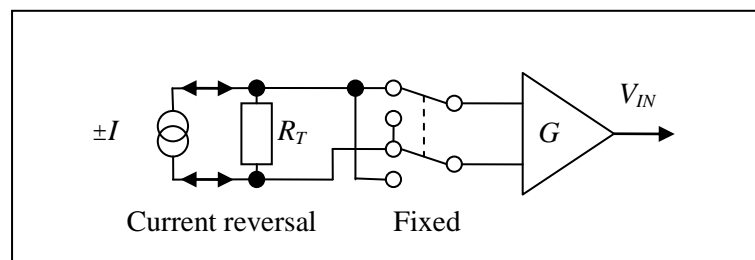 V_IN
±I
R_T
G
Current reversal
Fixed